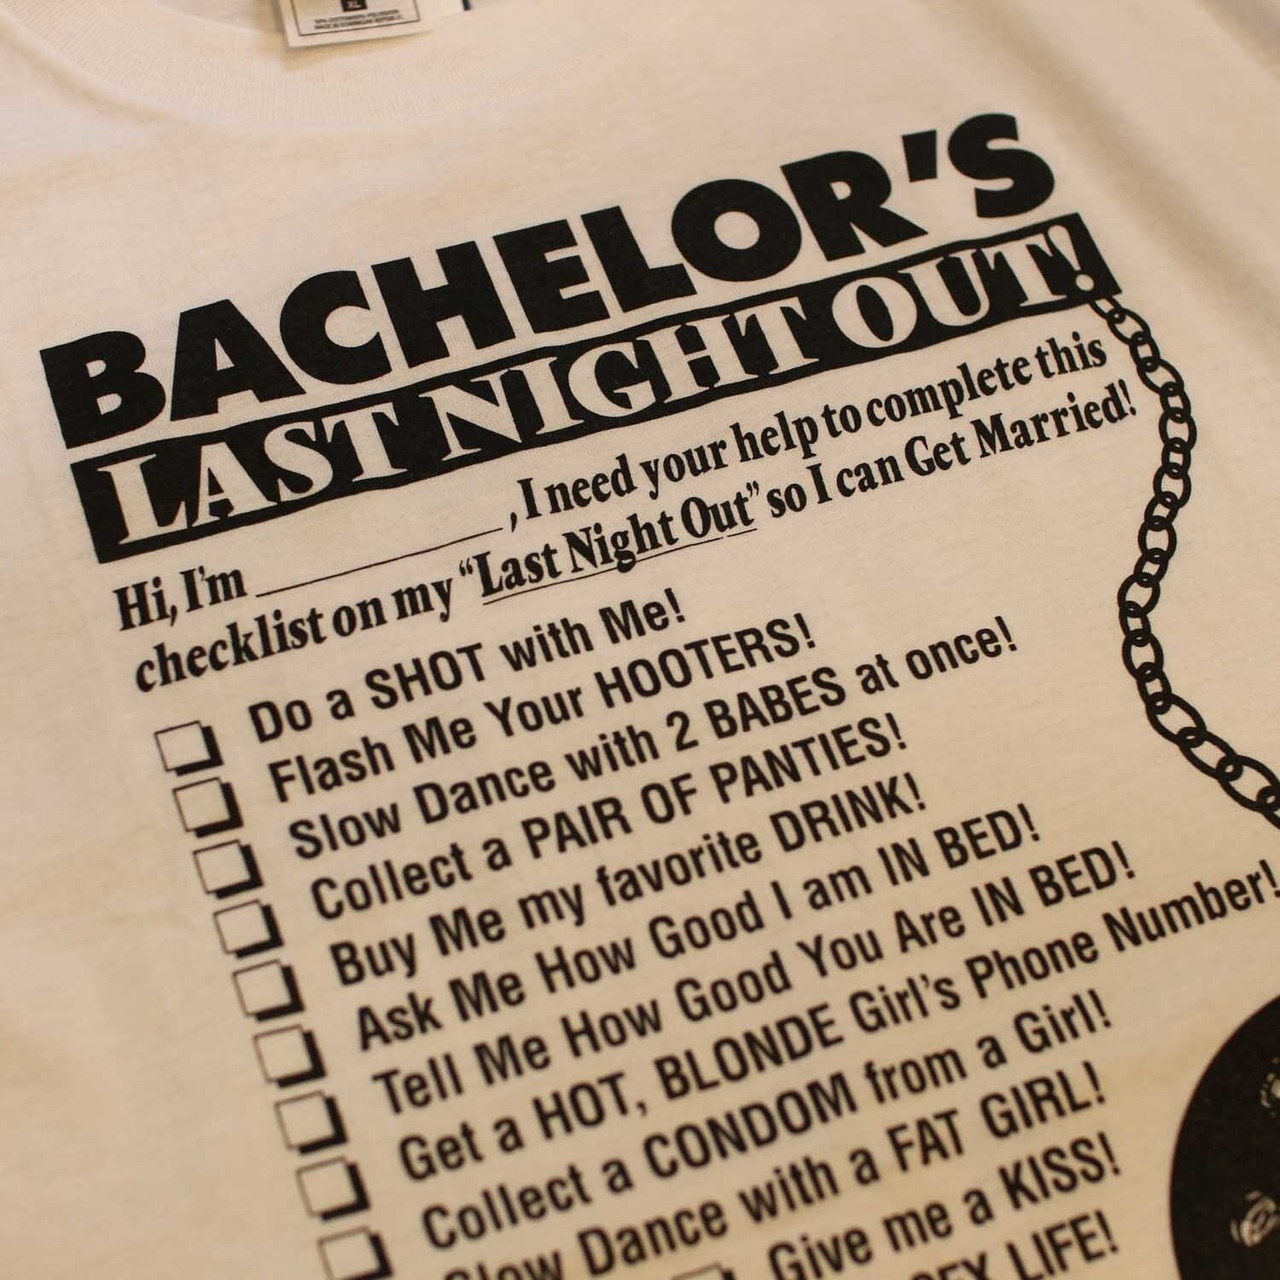 XL
BACHELOR'S
LAST NIGHT OUT!
Hi, I'm ____________, I need your help to complete this
checklist on my "Last Night Out" so I can Get Married!
Do a SHOT with Me!
Flash Me Your HOOTERS!
Slow Dance with 2 BABES at once!
Collect a PAIR OF PANTIES!
Buy Me my favorite DRINK!
Ask Me How Good I am IN BED!
Tell Me How Good You Are IN BED!
Get a HOT, BLONDE Girl's Phone Number!
Collect a CONDOM from a Girl!
Slow Dance with a FAT GIRL!
Give me a KISS!
SEX LIFE!